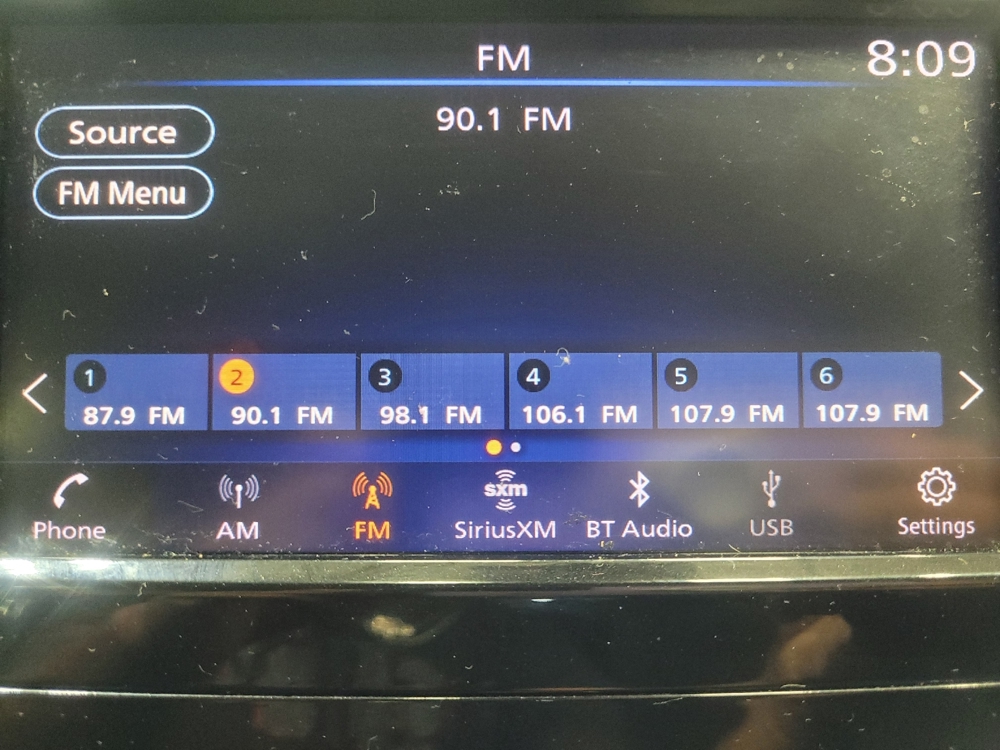 FM 8:09
Source 90.1 FM
FM Menu
1 2 3 4 5 6
87.9 FM 90.1 FM 98.1 FM 106.1 FM 107.9 FM 107.9 FM
sxm
Phone AM FM SiriusXM BT Audio USB Settings